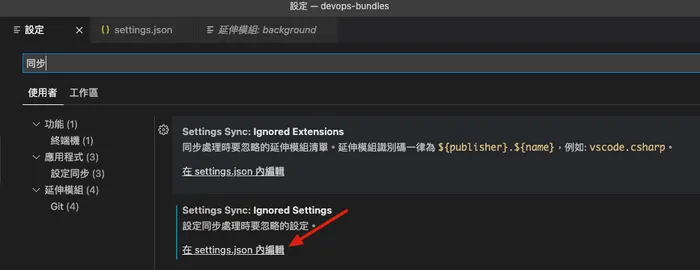 設定 — devops-bundles
設定
settings.json
延伸模組: background
同步
使用者 工作區
功能 (1)
終端機 (1)
應用程式 (3)
設定同步 (3)
延伸模組 (4)
Git (4)
Settings Sync: Ignored Extensions
同步處理時要忽略的延伸模組清單。延伸模組識別碼一律為 ${publisher}.${name}，例如: vscode.csharp。
在 settings.json 內編輯
Settings Sync: Ignored Settings
設定同步處理時要忽略的設定。
在 settings.json 內編輯